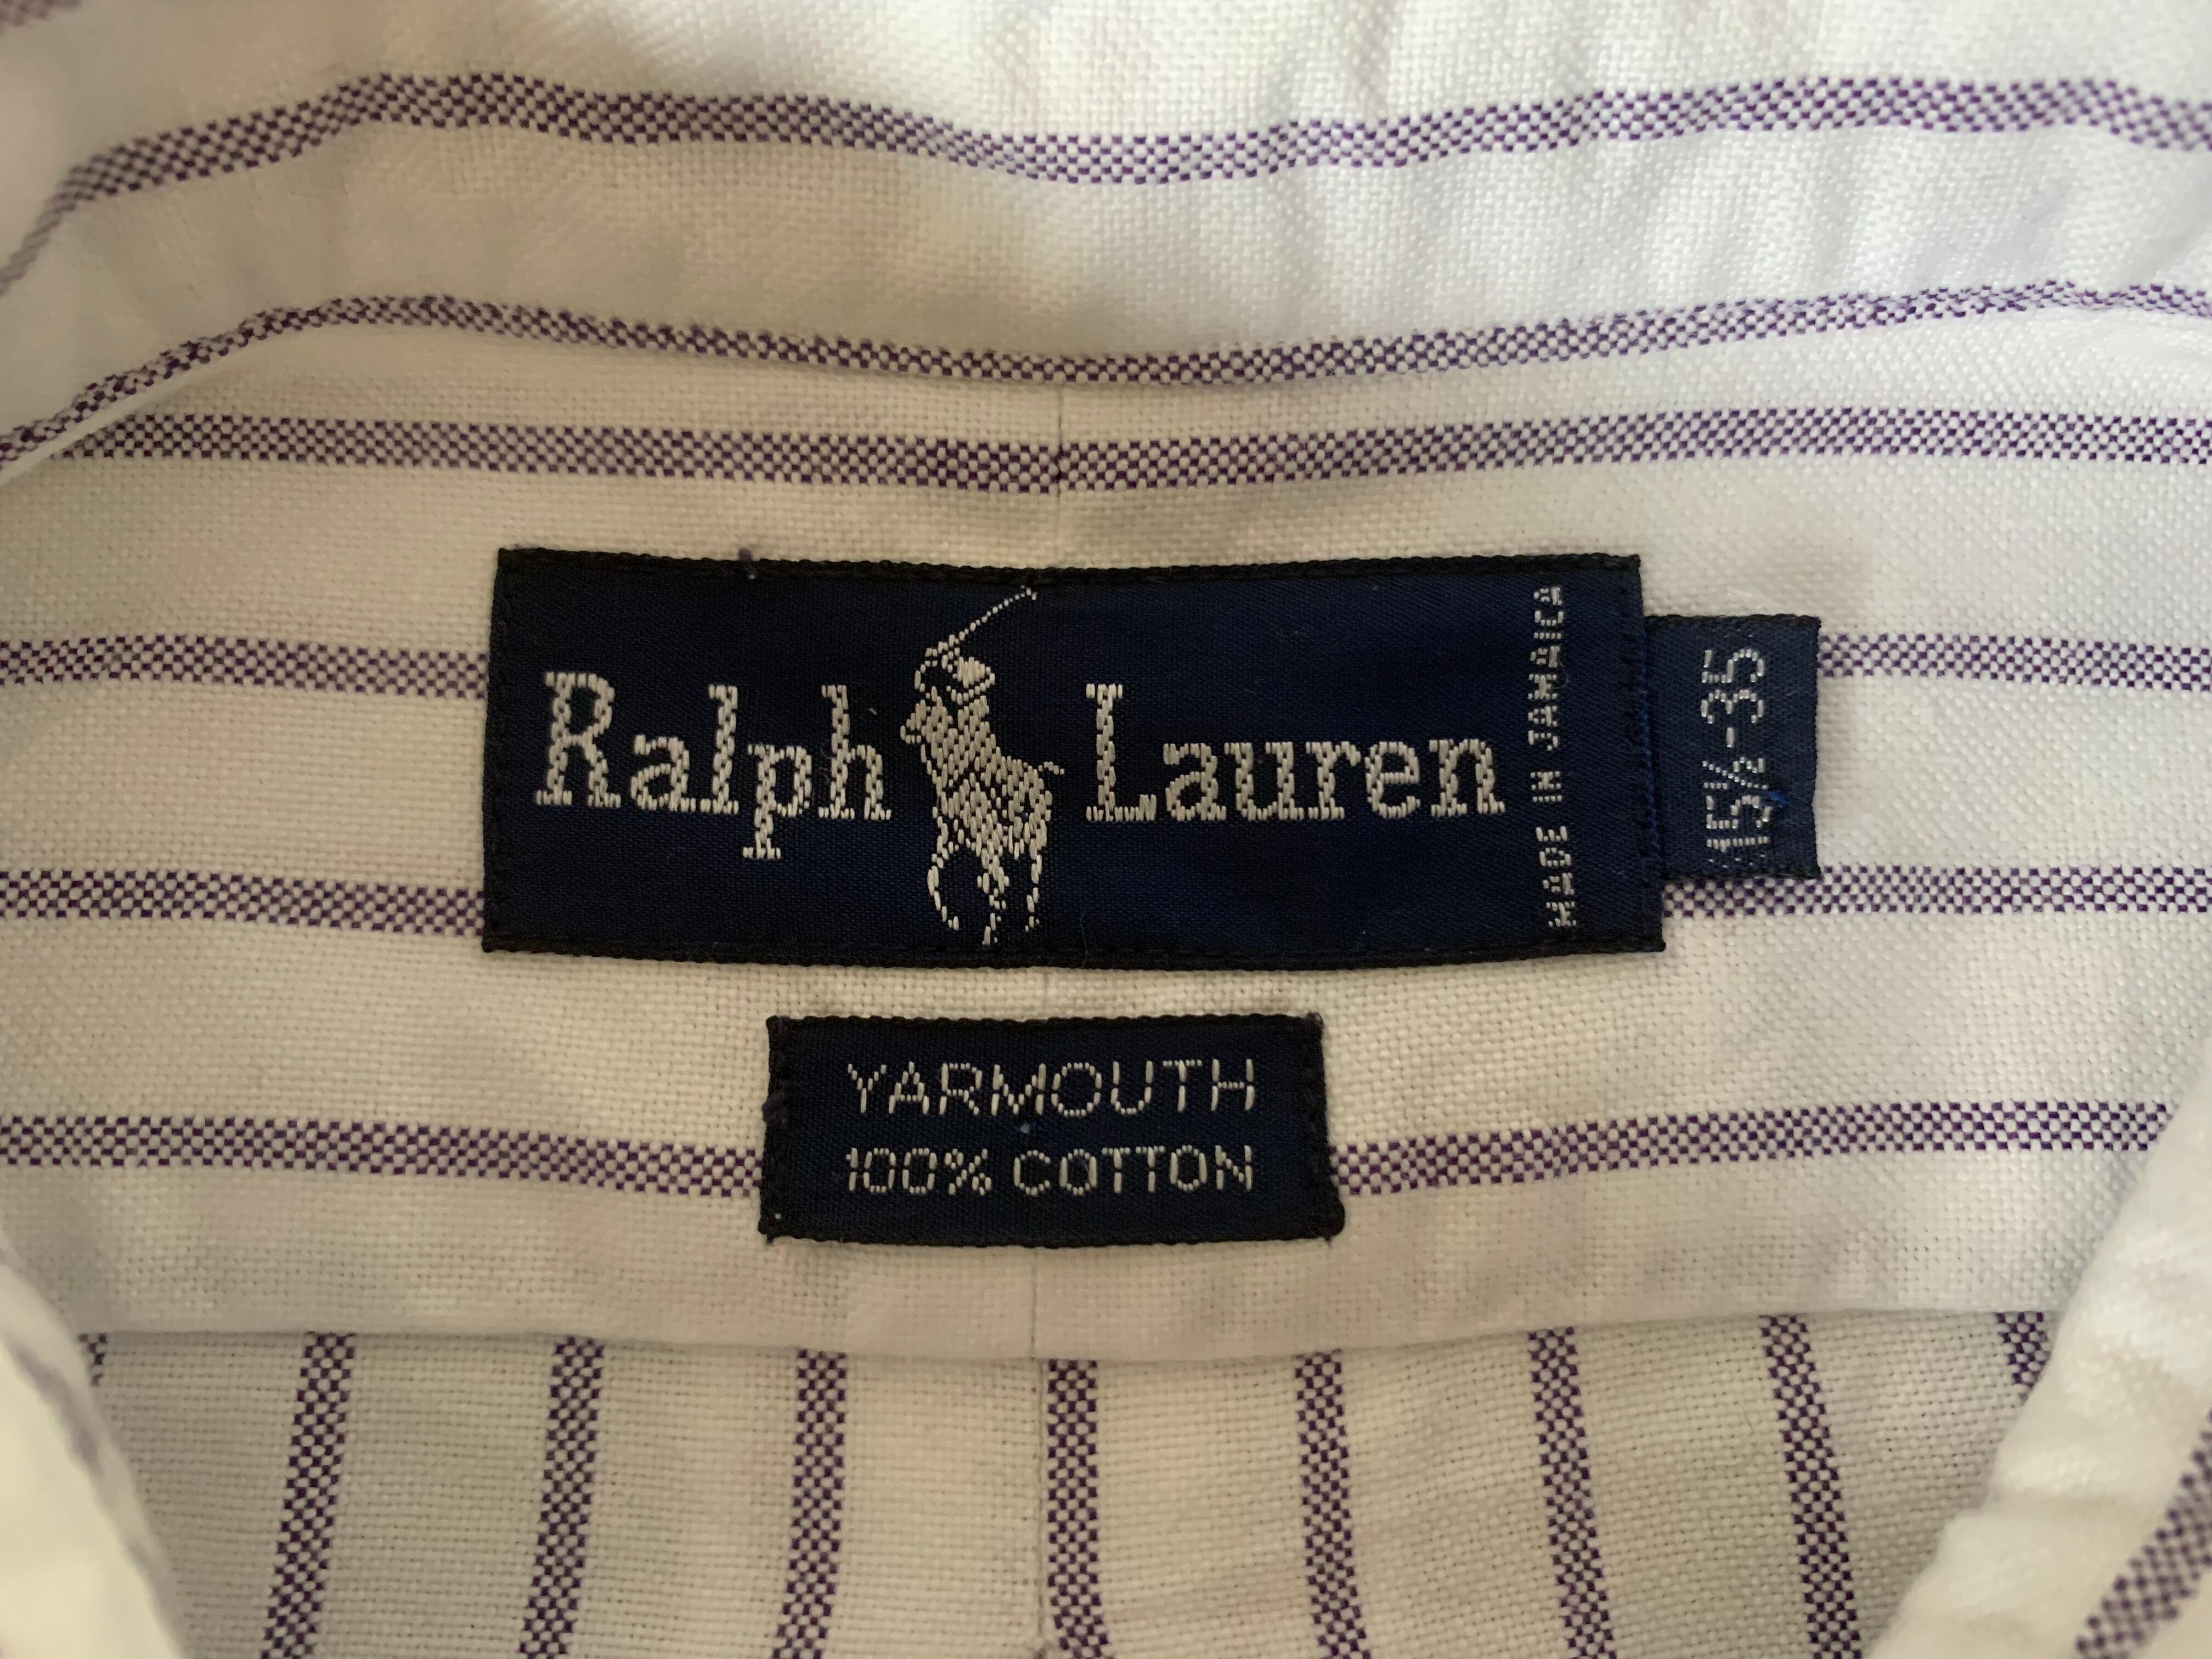 Ralph Lauren
MADE IN JAMAICA
15½-35
YARMOUTH
100% COTTON